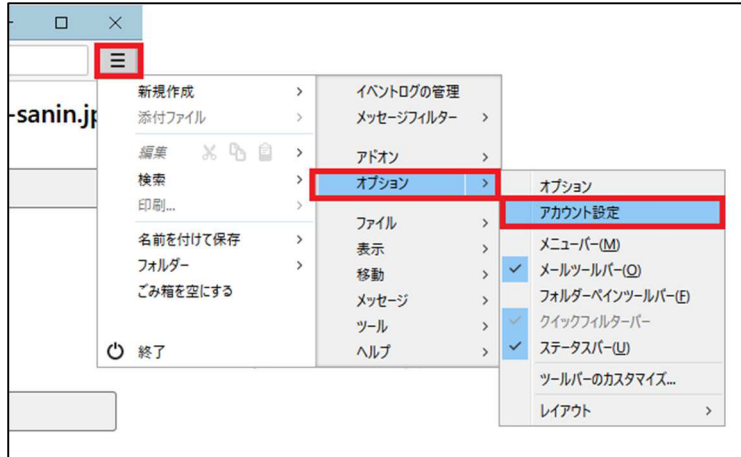 -sanin.jp
新規作成
添付ファイル
編集
検索
印刷...
名前を付けて保存
フォルダー
ごみ箱を空にする
終了
イベントログの管理
メッセージフィルター
アドオン
オプション
ファイル
表示
移動
メッセージ
ツール
ヘルプ
オプション
アカウント設定
メニューバー(M)
メールツールバー(O)
フォルダーペインツールバー(F)
クイックフィルターバー
ステータスバー(U)
ツールバーのカスタマイズ...
レイアウト